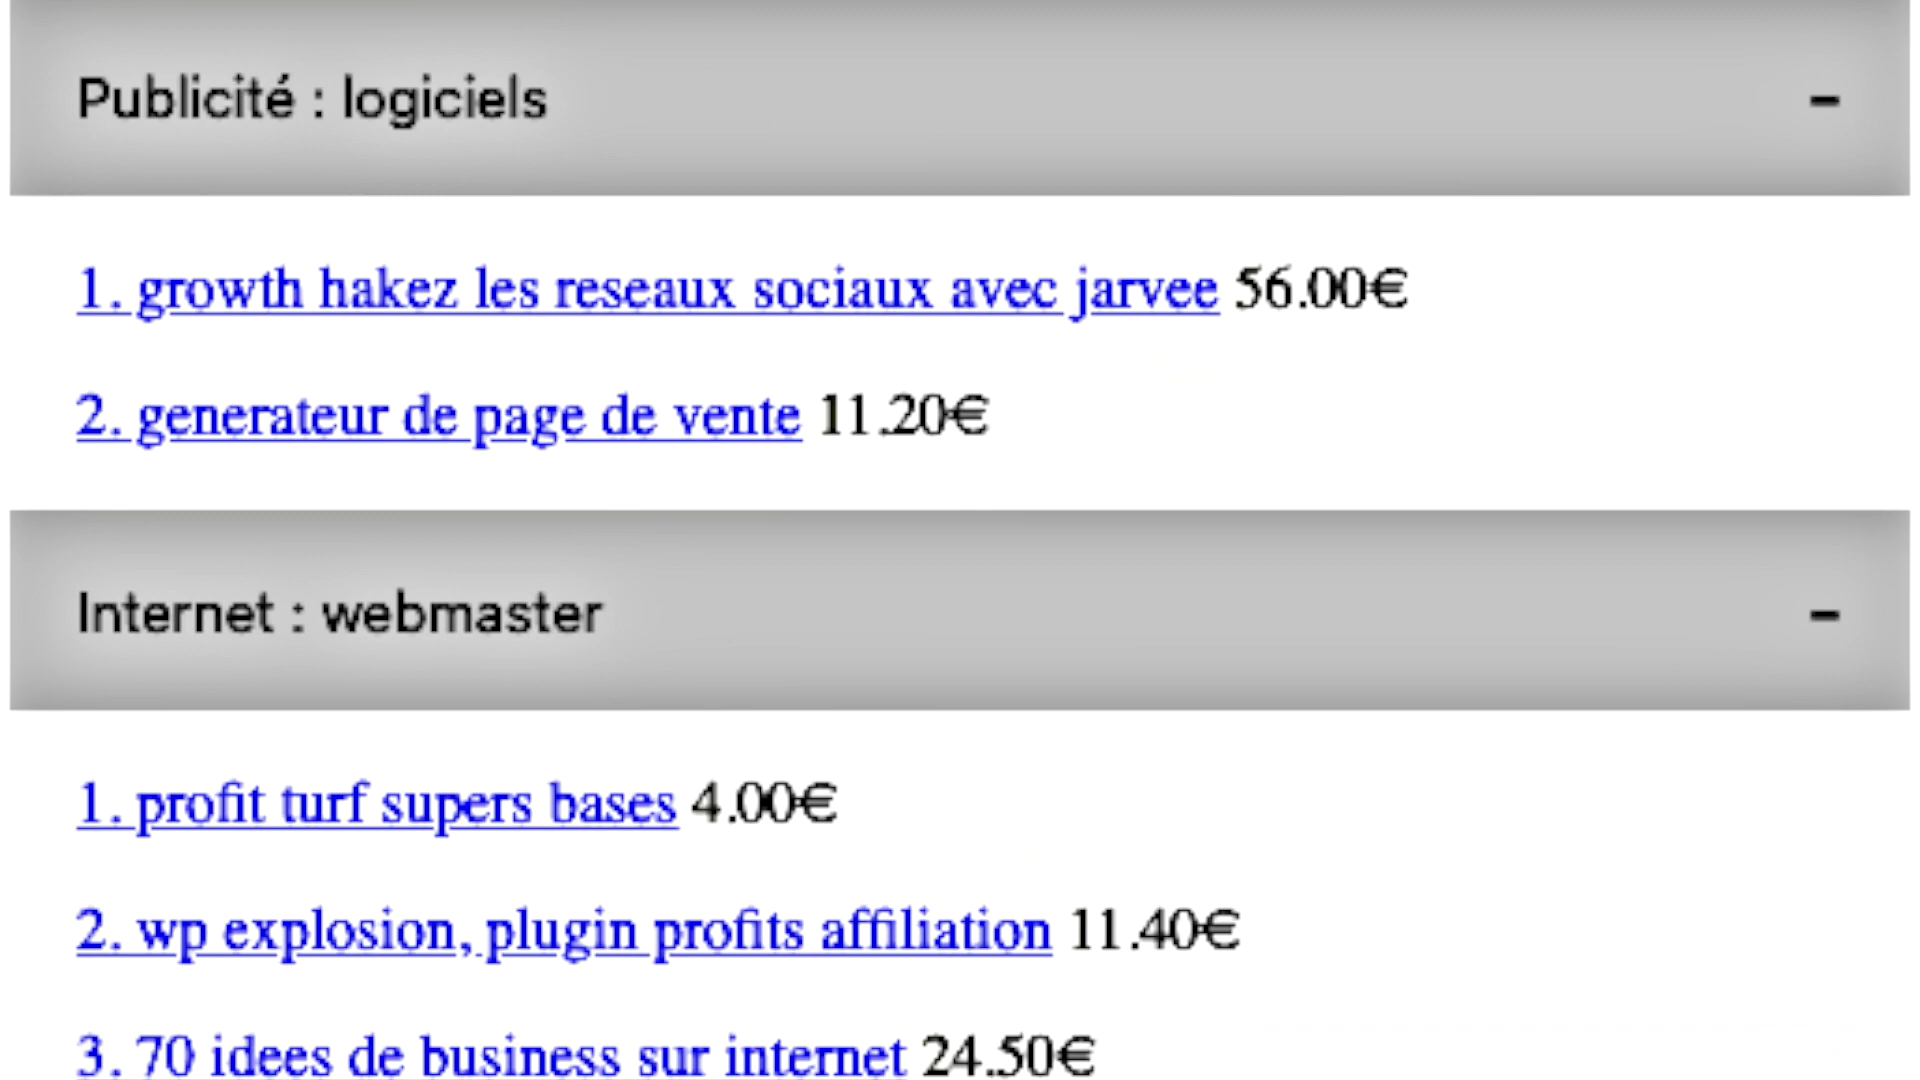 Publicité : logiciels -
1. growth hakez les reseaux sociaux avec jarvee 56.00€
2. generateur de page de vente 11.20€
Internet : webmaster -
1. profit turf supers bases 4.00€
2. wp explosion, plugin profits affiliation 11.40€
3. 70 idees de business sur internet 24.50€